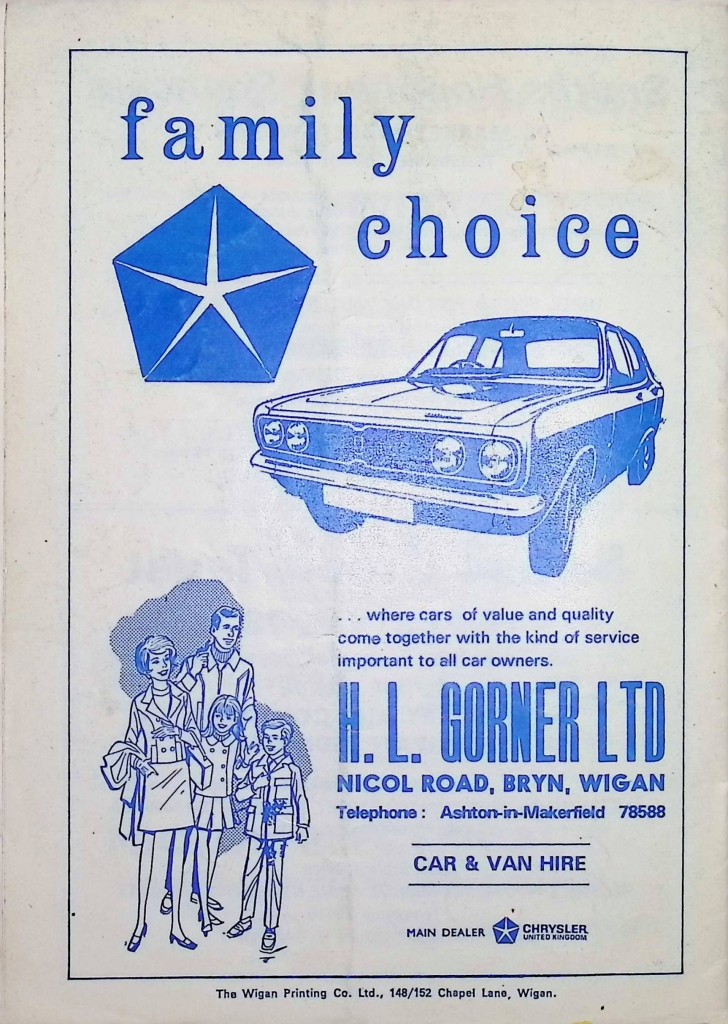 family
choice
. . . where cars of value and quality
come together with the kind of service
important to all car owners.
H. L. GORNER LTD
NICOL ROAD, BRYN, WIGAN
Telephone : Ashton-in-Makerfield 78588
CAR & VAN HIRE
MAIN DEALER CHRYSLER
UNITED KINGDOM
The Wigan Printing Co. Ltd., 148/152 Chapel Lane, Wigan.